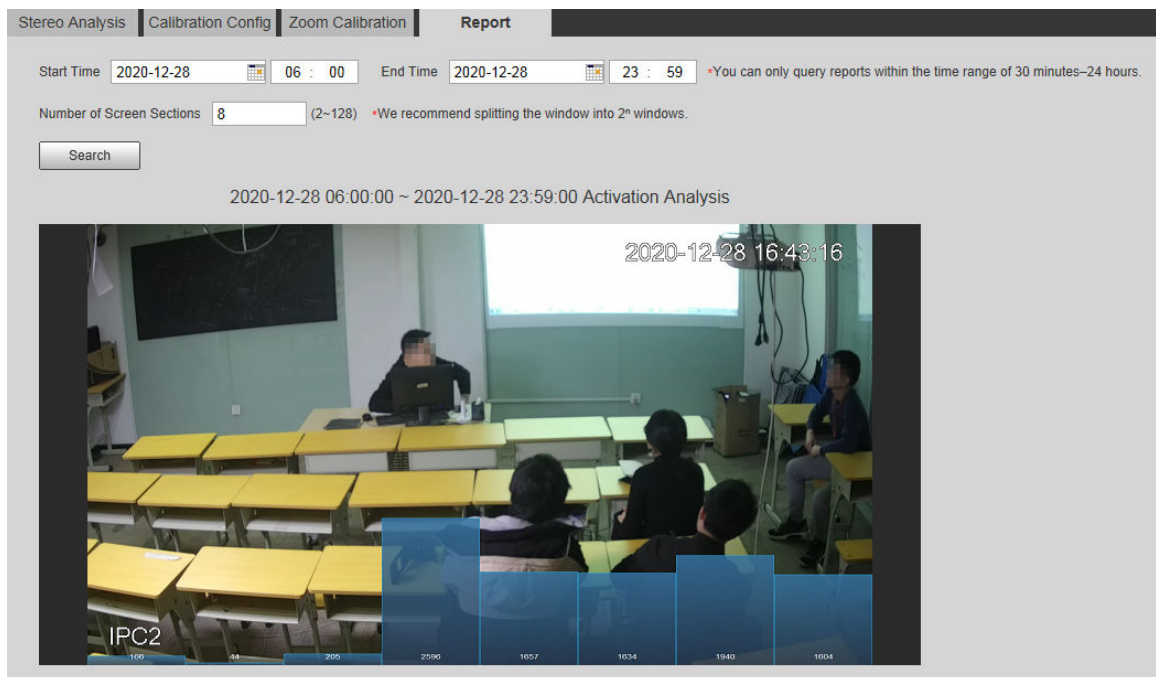 Stereo Analysis Calibration Config Zoom Calibration Report
Start Time 2020-12-28 06 : 00 End Time 2020-12-28 23 : 59 *You can only query reports within the time range of 30 minutes–24 hours.
Number of Screen Sections 8 (2~128) *We recommend splitting the window into 2ⁿ windows.
Search
2020-12-28 06:00:00 ~ 2020-12-28 23:59:00 Activation Analysis
2020-12-28 16:43:16
IPC2
166 44 205 2596 1657 1634 1940 1604